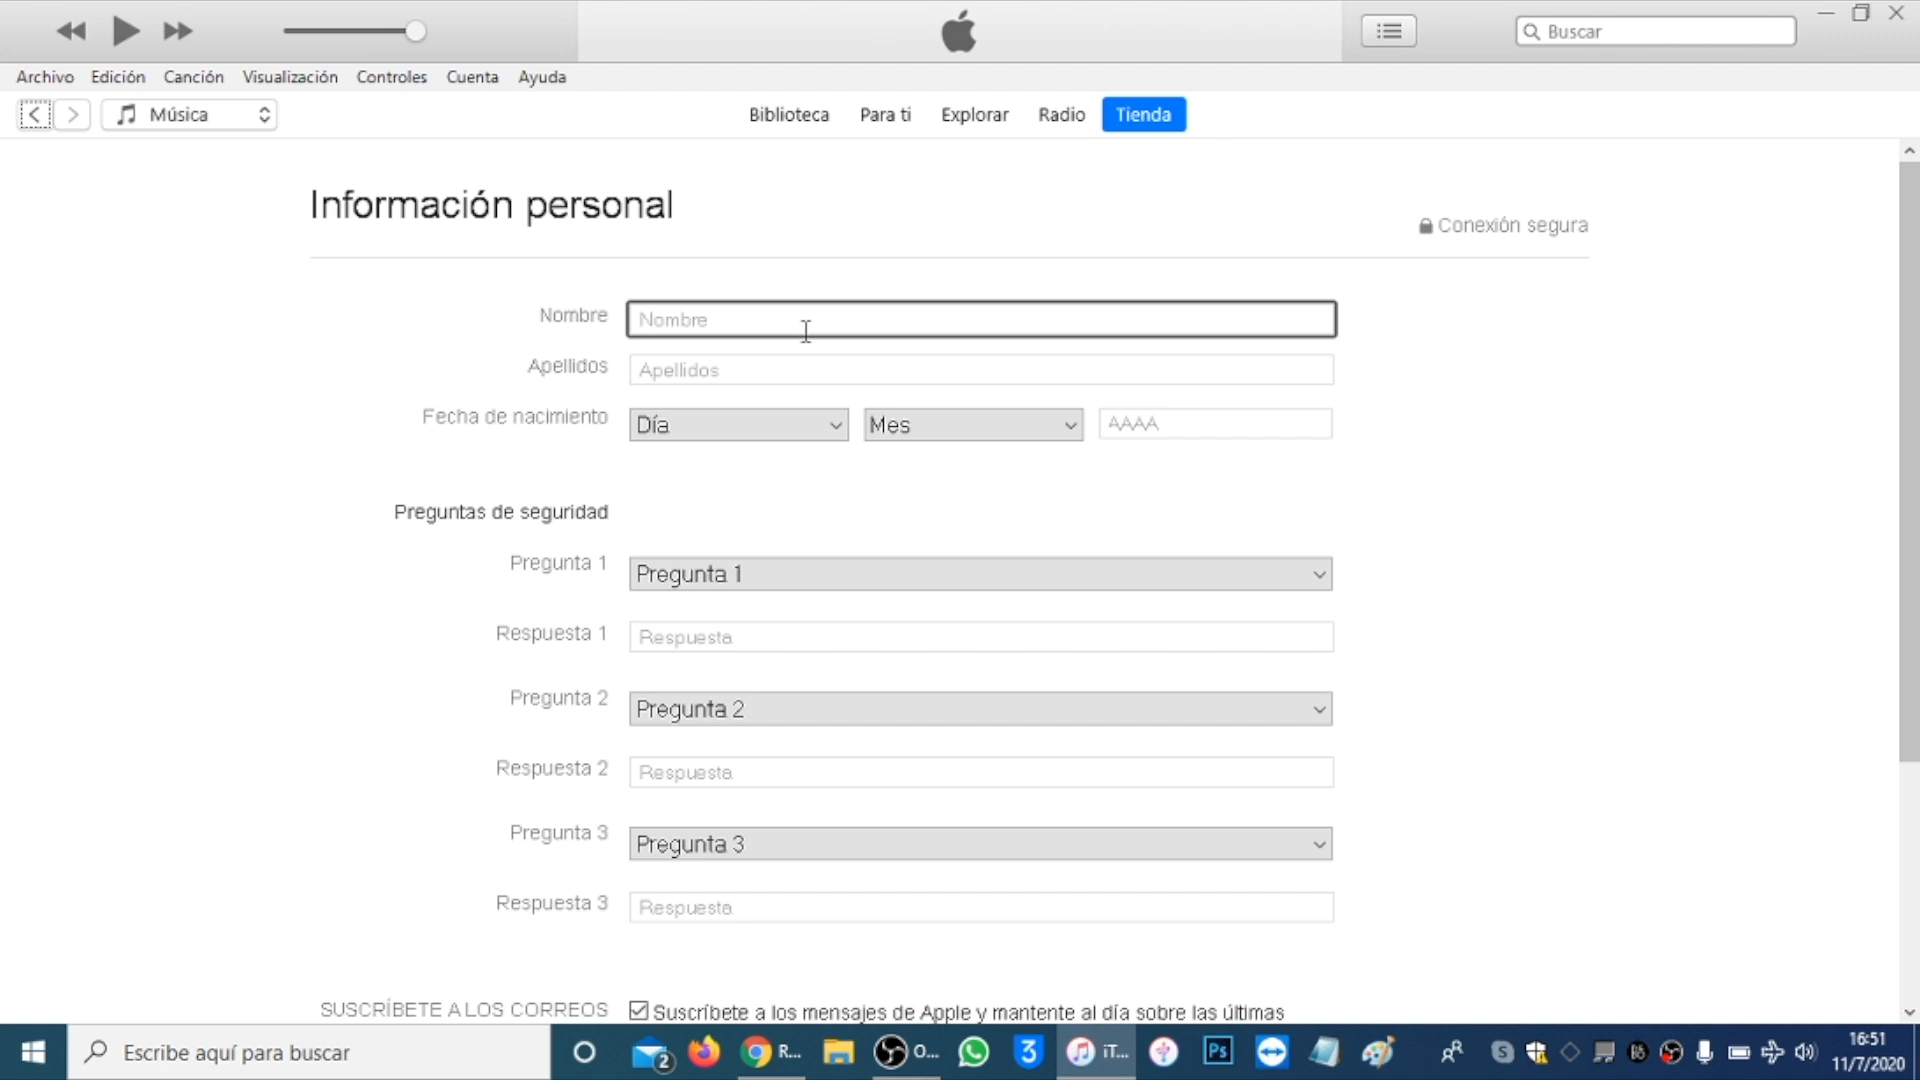 Buscar
Archivo Edición Canción Visualización Controles Cuenta Ayuda
Música Biblioteca Para ti Explorar Radio Tienda
Información personal
Conexión segura
Nombre Nombre
Apellidos Apellidos
Fecha de nacimiento Día Mes AAAA
Preguntas de seguridad
Pregunta 1 Pregunta 1
Respuesta 1 Respuesta
Pregunta 2 Pregunta 2
Respuesta 2 Respuesta
Pregunta 3 Pregunta 3
Respuesta 3 Respuesta
SUSCRÍBETE A LOS CORREOS Suscríbete a los mensajes de Apple y mantente al día sobre las últimas
Escribe aquí para buscar 2 R... O... 3 iT... Ps 16:51
11/7/2020